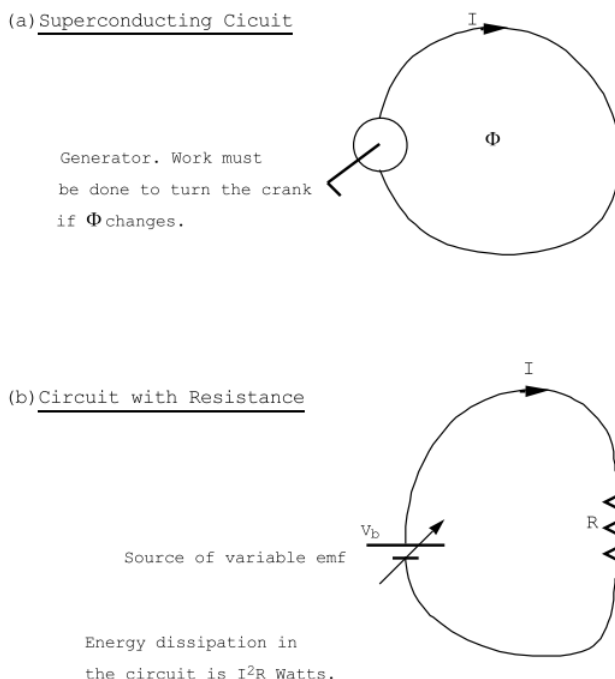 (a) Superconducting Cicuit
I
Φ
Generator. Work must
be done to turn the crank
if Φ changes.
I
(b) Circuit with Resistance
V_b
R
Source of variable emf
Energy dissipation in
the circuit is I²R Watts.